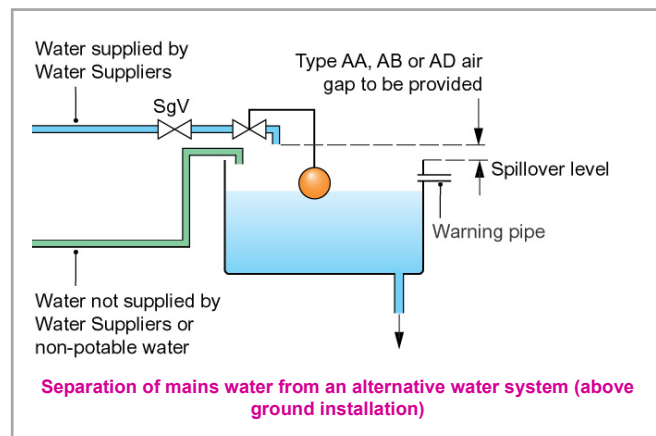 Water supplied by
Water Suppliers
Type AA, AB or AD air
gap to be provided
SgV
Spillover level
Warning pipe
Water not supplied by
Water Suppliers or
non-potable water
Separation of mains water from an alternative water system (above
ground installation)